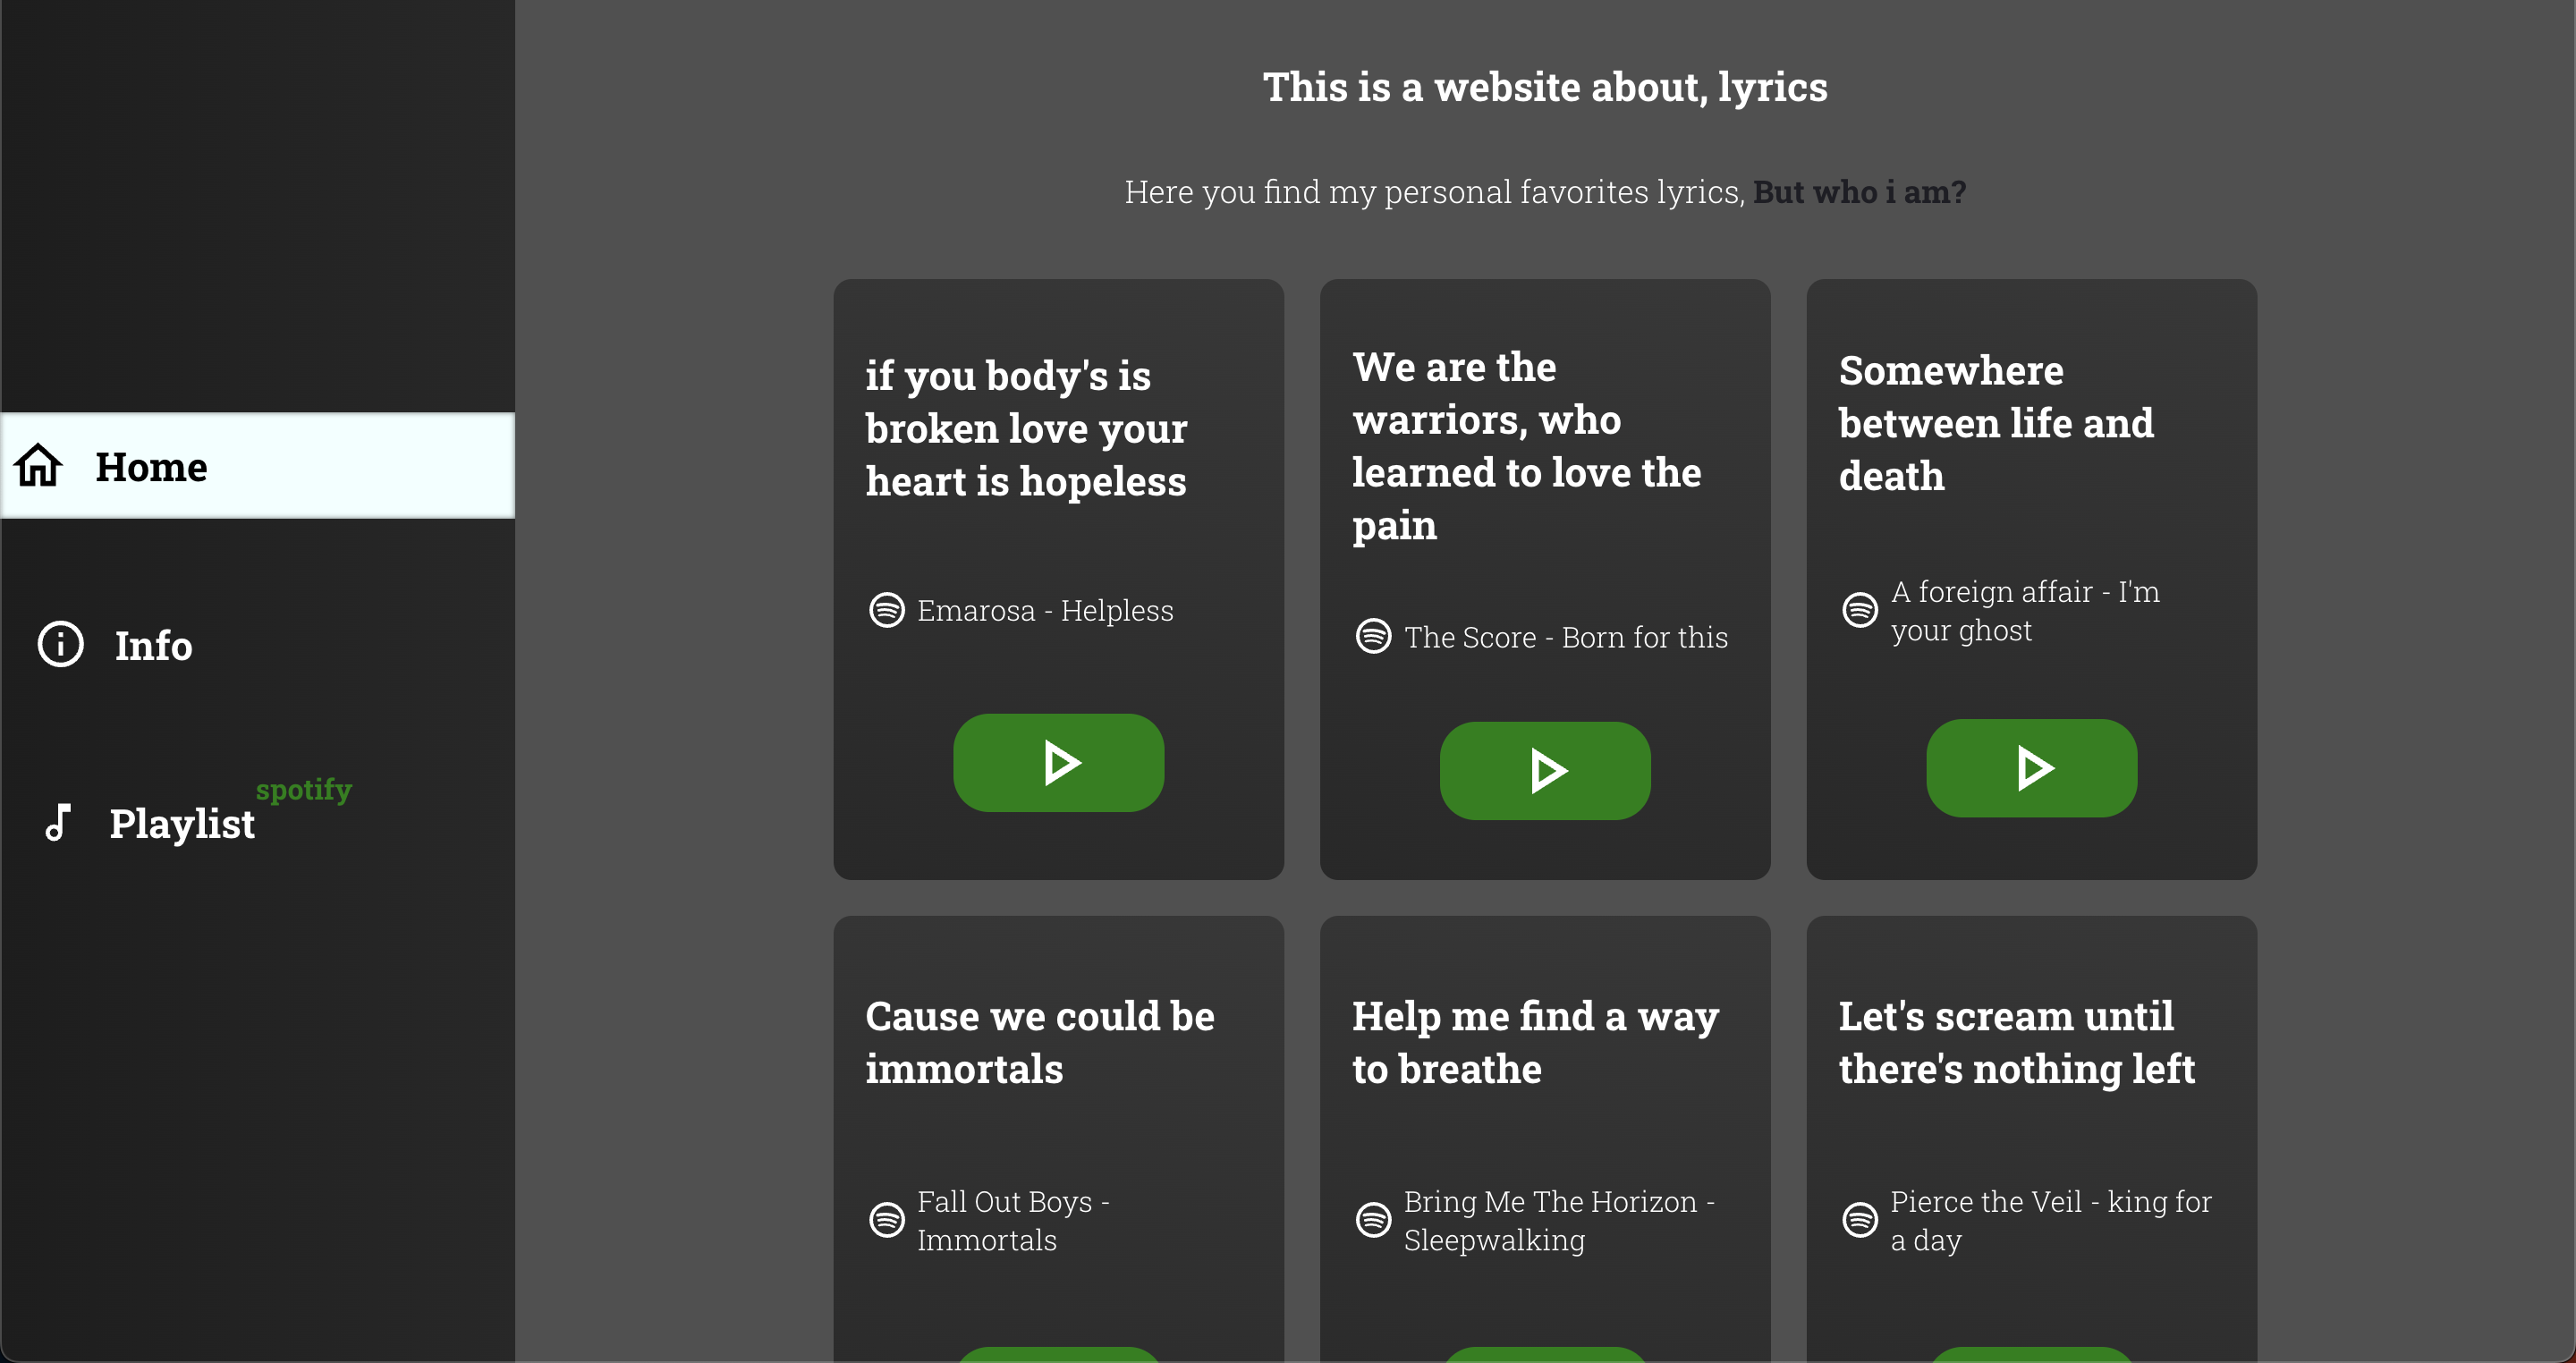 This is a website about, lyrics
Here you find my personal favorites lyrics, But who i am?
Home
Info
Playlist spotify
if you body's is
broken love your
heart is hopeless
Emarosa - Helpless
We are the
warriors, who
learned to love the
pain
The Score - Born for this
Somewhere
between life and
death
A foreign affair - I'm
your ghost
Cause we could be
immortals
Fall Out Boys -
Immortals
Help me find a way
to breathe
Bring Me The Horizon -
Sleepwalking
Let's scream until
there's nothing left
Pierce the Veil - king for
a day